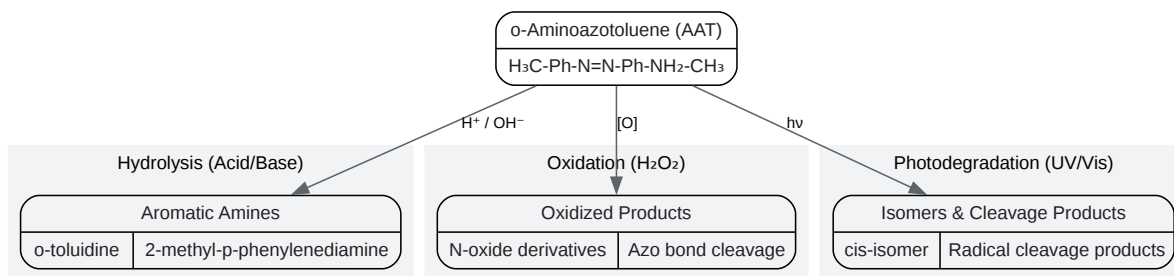 o-Aminoazotoluene (AAT)
H₃C-Ph-N=N-Ph-NH₂-CH₃
H⁺ / OH⁻
[O]
hν
Hydrolysis (Acid/Base)
Oxidation (H₂O₂)
Photodegradation (UV/Vis)
Aromatic Amines
o-toluidine
2-methyl-p-phenylenediamine
Oxidized Products
N-oxide derivatives
Azo bond cleavage
Isomers & Cleavage Products
cis-isomer
Radical cleavage products